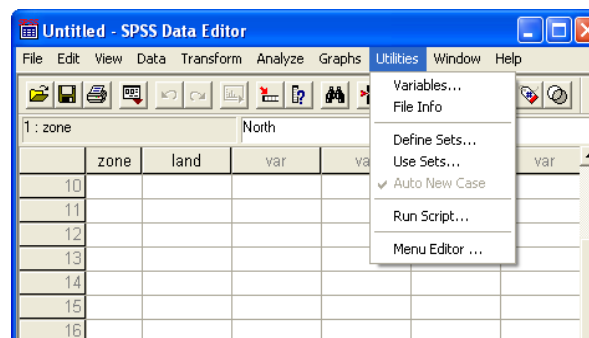 Untitled - SPSS Data Editor
File Edit View Data Transform Analyze Graphs Utilities Window Help
Variables...
File Info
Define Sets...
Use Sets...
Auto New Case
Run Script...
Menu Editor ...
1 : zone North
zone land var va var
10
11
12
13
14
15
16